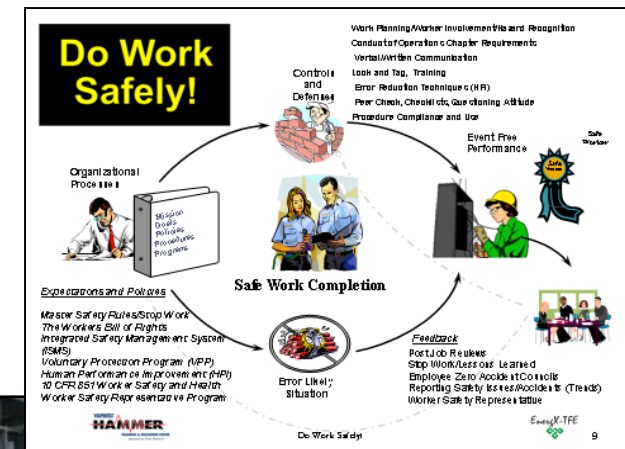 Do Work
Safely!
Work Planning/Worker Involvement/Hazard Recognition
Conduct of Operations Chapter Requirements
Verbal/Written Communication
Lock and Tag, Training
Error Reduction Techniques (HPI)
Peer Check, Checklists, Questioning Attitude
Procedure Compliance and Use
Controls
and
Defenses
Event Free
Performance
Safe
Worker
Organizational
Processes
Mission
Goals
Policies
Procedures
Programs
Safe Work Completion
Expectations and Policies
Master Safety Rules/Stop Work
The Workers Bill of Rights
Integrated Safety Management System
(ISMS)
Voluntary Protection Program (VPP)
Human Performance Improvement (HPI)
10 CFR 851 Worker Safety and Health
Worker Safety Representative Program
Error Likely
Situation
Feedback
Post Job Reviews
Stop Work/Lessons Learned
Employee Zero Accident Councils
Reporting Safety Issues/Accidents (Trends)
Worker Safety Representative
HAMMER
Do Work Safely!
EnergX-TFE
9